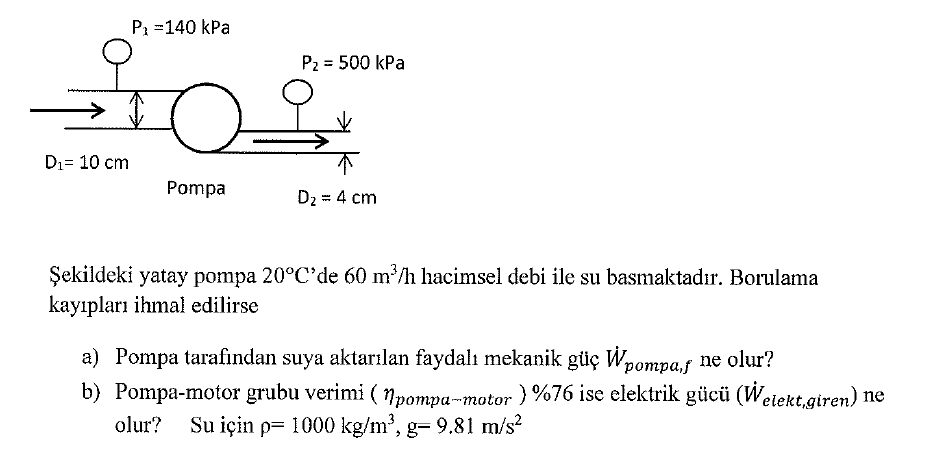 P₁ =140 kPa
P₂ = 500 kPa
D₁= 10 cm
Pompa
D₂ = 4 cm
Şekildeki yatay pompa 20°C’de 60 m³/h hacimsel debi ile su basmaktadır. Borulama
kayıpları ihmal edilirse
a) Pompa tarafından suya aktarılan faydalı mekanik güç Ẇpompa,f ne olur?
b) Pompa-motor grubu verimi ( ηpompa−motor ) %76 ise elektrik gücü (Ẇelekt,giren) ne
olur? Su için ρ= 1000 kg/m³, g= 9.81 m/s²